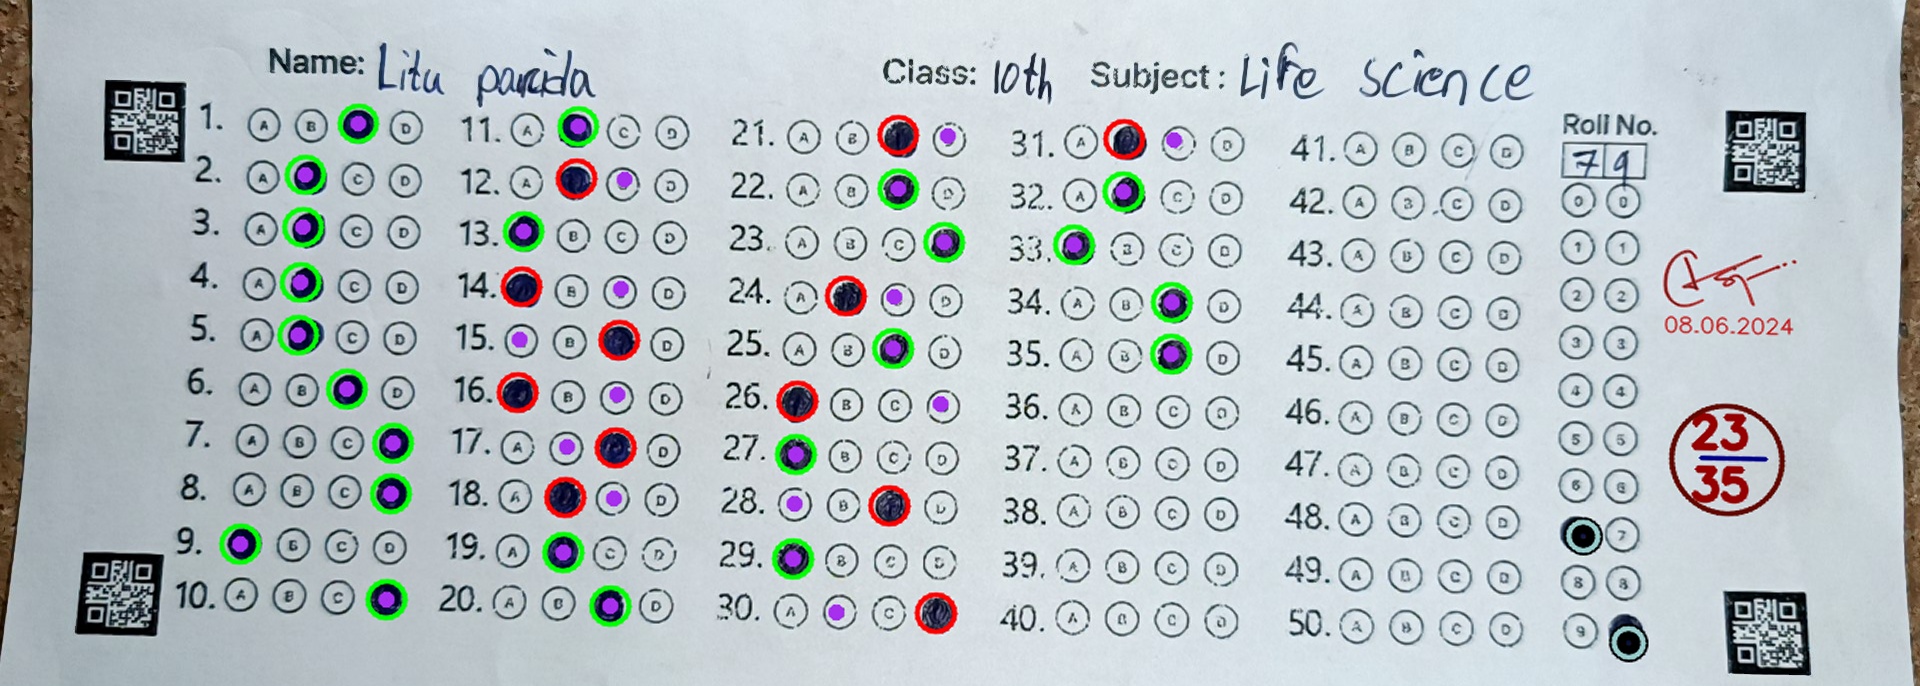 Name: Litu parida
Class: 10th Subject: Life science
1. A B D
2. A C D
3. A C D
4. A C D
5. A C D
6. A B D
7. A B C
8. A B C
9. B C D
10. A B C
11. A C D
12. A D
13. B C D
14. B D
15. B D
16. B D
17. A D
18. A D
19. A C D
20. A B D
21. A B
22. A B D
23. A B C
24. A D
25. A B D
26. B C
27. B C D
28. B D
29. B C D
30. A C
31. A D
32. A C D
33. B C D
34. A B D
35. A B D
36. A B C D
37. A B C D
38. A B C D
39. A B C D
40. A B C D
41. A B C D
42. A B C D
43. A B C D
44. A B C D
45. A B C D
46. A B C D
47. A B C D
48. A B C D
49. A B C D
50. A B C D
Roll No.
7 9
0 0
1 1
2 2
3 3
4 4
5 5
6 6
7
8 8
9
08.06.2024
23
35